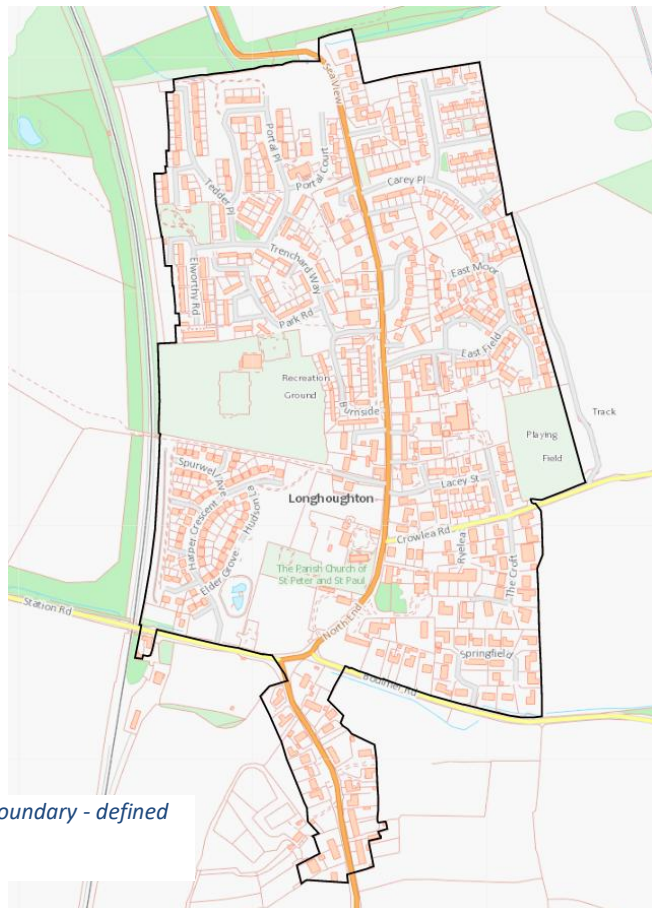 Sea View
Portal Pl
Portal Court
Tedder Pl
Carey Pl
Trenchard Way
Elworthy Rd
East Moor
Park Rd
East Field
Recreation
Ground
Burnside
Track
Playing
Field
Spurwel Ave
Lacey St
Longhoughton
Harper Crescent
Hudson La
Crowlea Rd
Elder Grove
Ryelea
The Croft
The Parish Church of
St Peter and St Paul
Station Rd
North End
Springfield
Boulmer Rd
oundary - defined